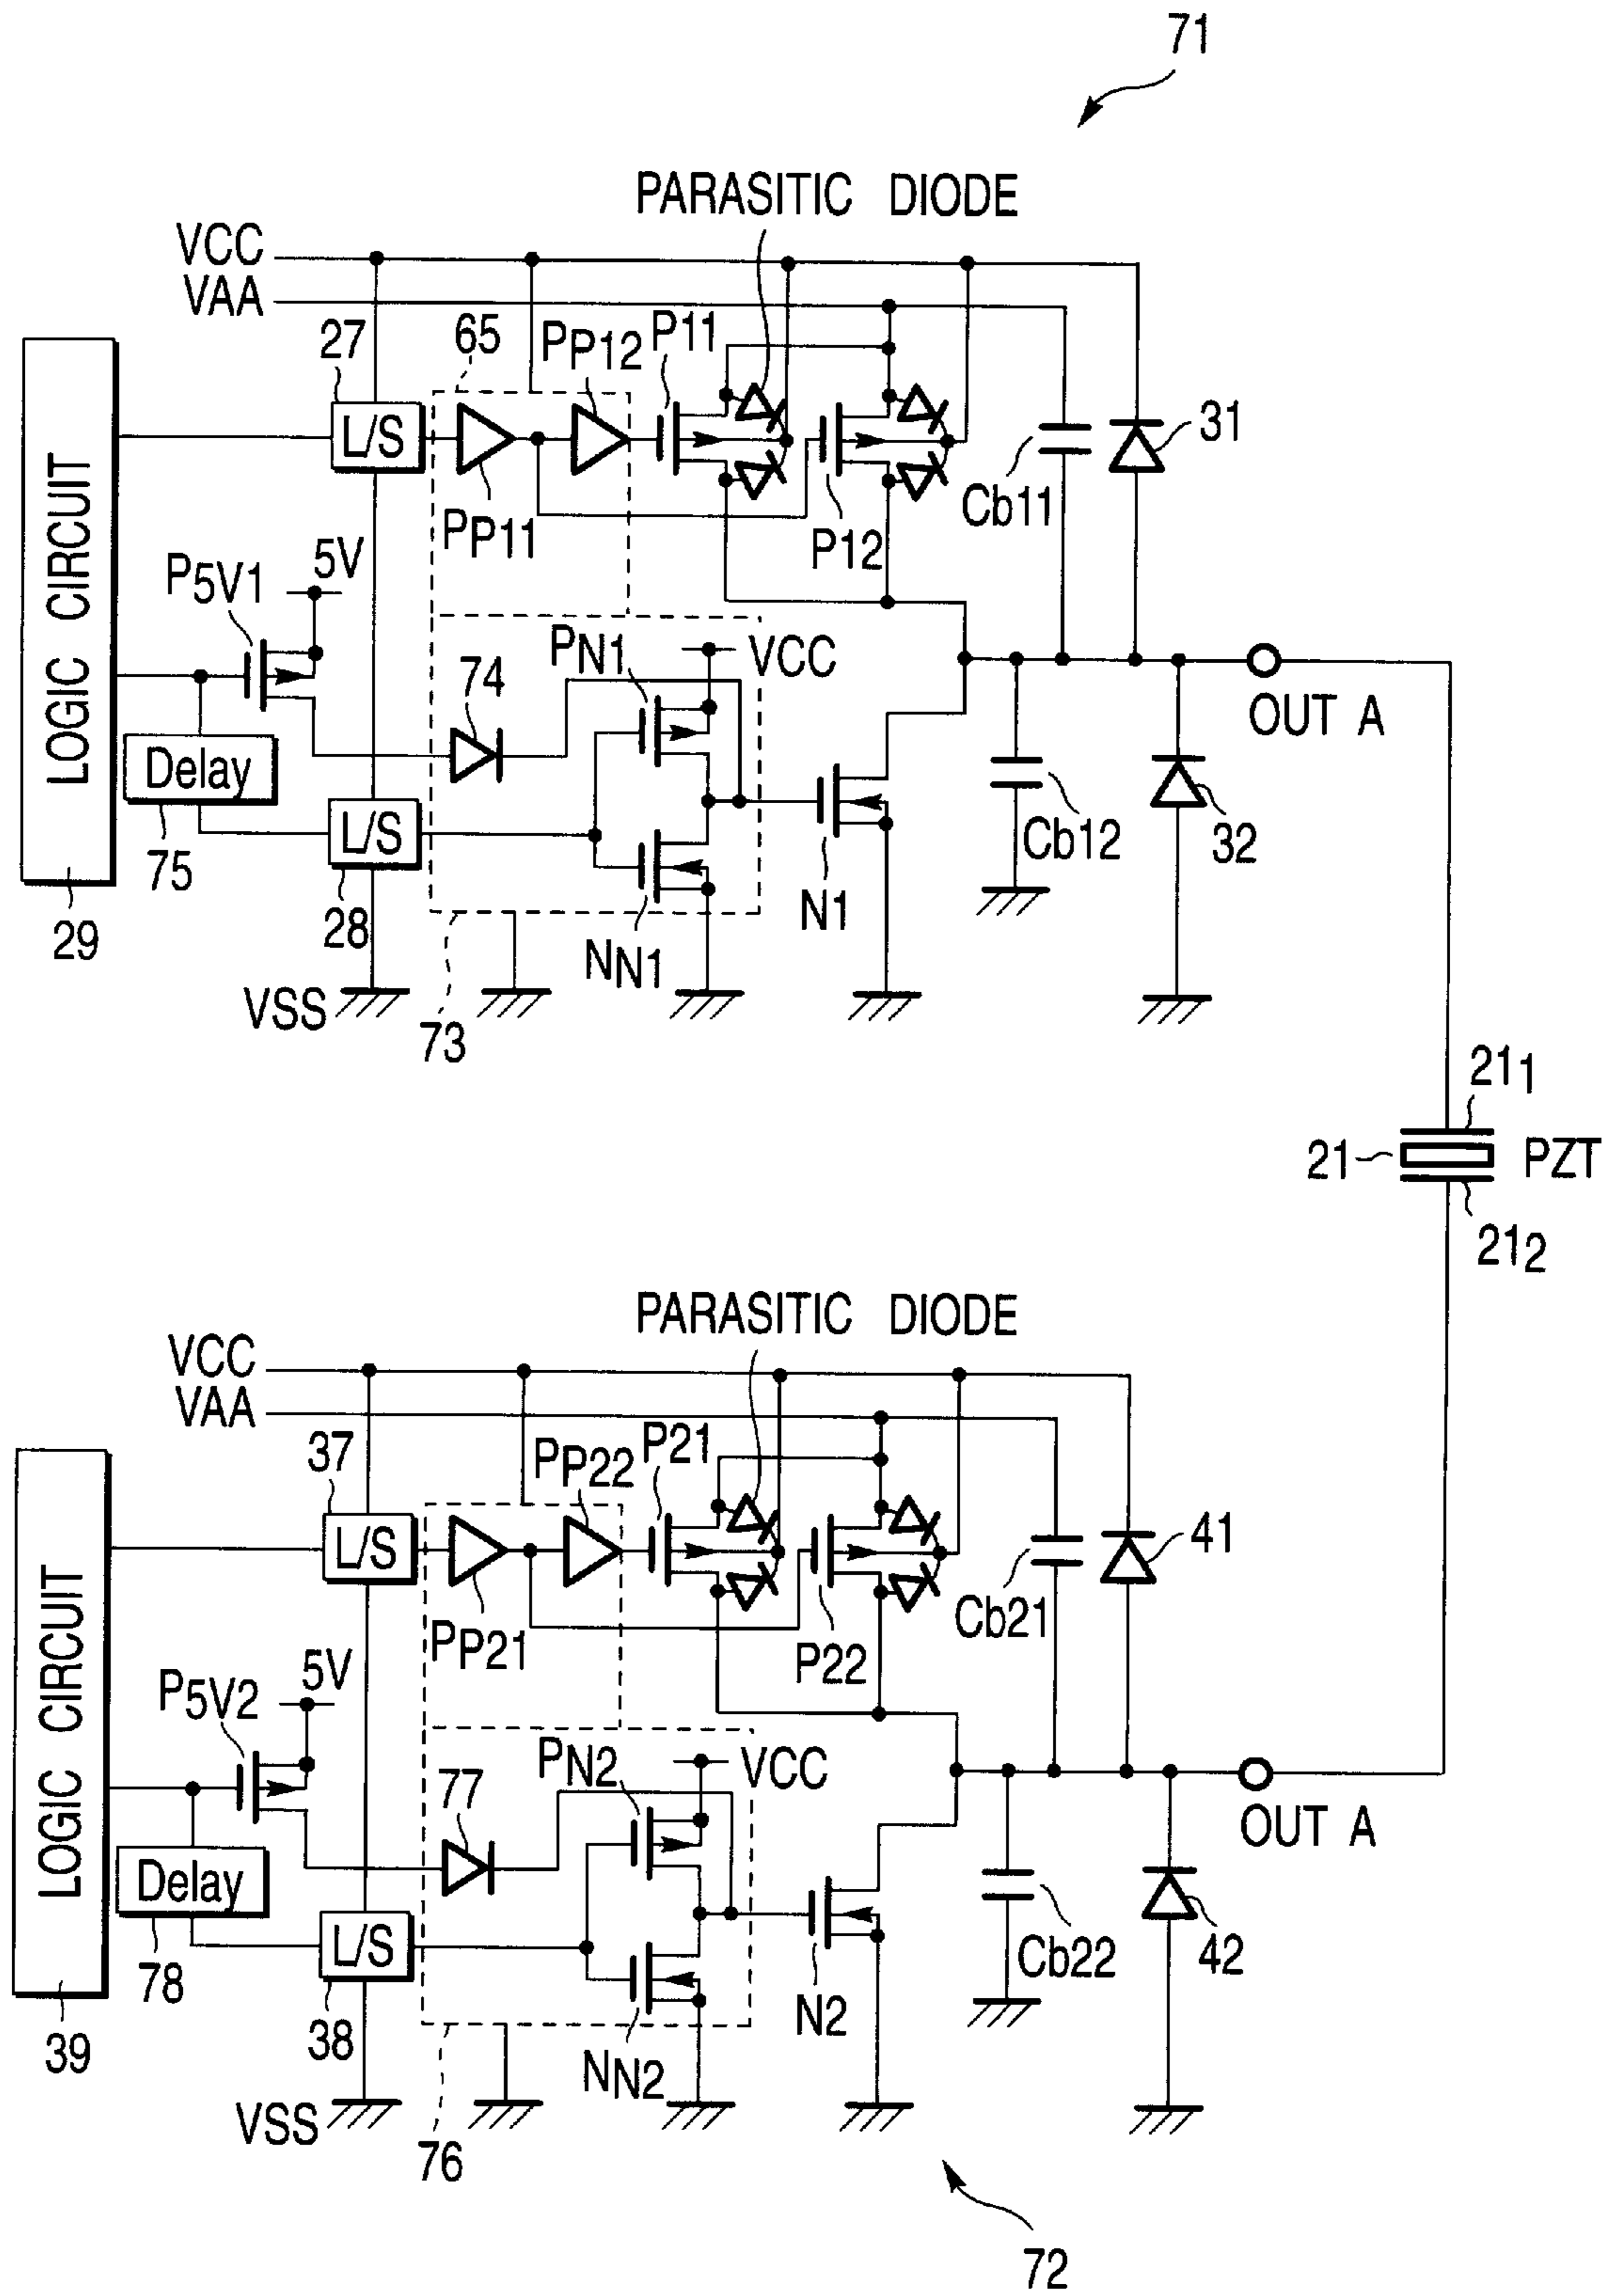 71
PARASITIC DIODE
VCC
VAA
27
65
PP12
P11
L/S
31
Cb11
PP11
P12
LOGIC CIRCUIT
P5V1
5V
PN1
VCC
74
OUT A
Delay
L/S
Cb12
32
75
N1
29
28
NN1
VSS
73
211
21
PZT
212
PARASITIC DIODE
VCC
VAA
37
PP22
P21
L/S
41
Cb21
PP21
P22
LOGIC CIRCUIT
P5V2
5V
PN2
VCC
77
OUT A
Delay
L/S
Cb22
42
78
N2
39
38
NN2
VSS
76
72